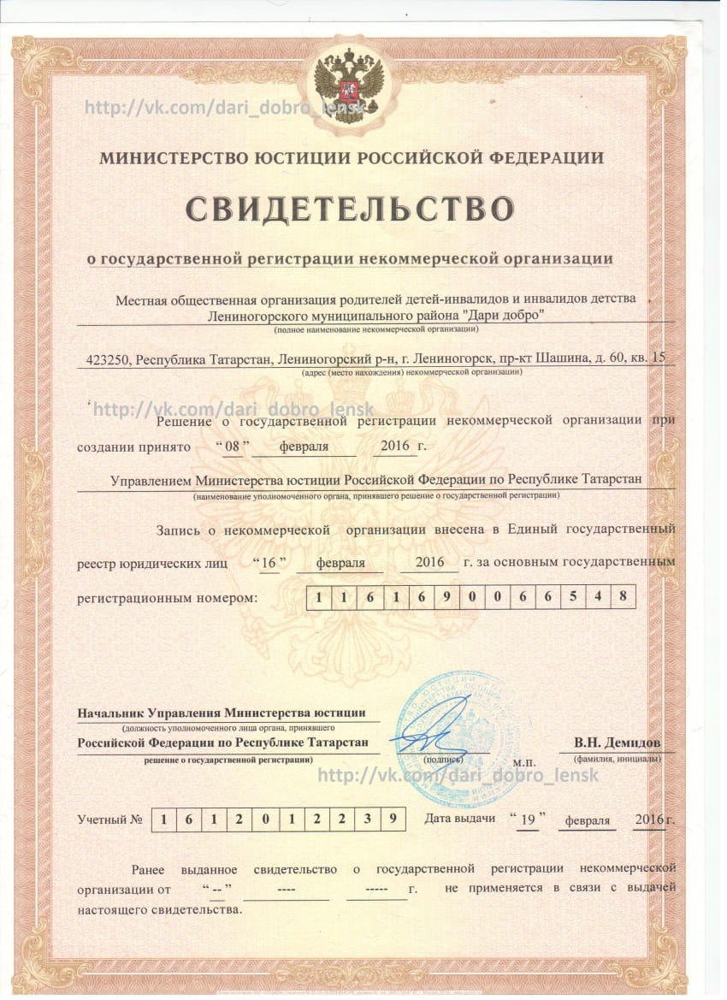 http://vk.com/dari_dobro_lensk
МИНИСТЕРСТВО ЮСТИЦИИ РОССИЙСКОЙ ФЕДЕРАЦИИ
СВИДЕТЕЛЬСТВО
о государственной регистрации некоммерческой организации
Местная общественная организация родителей детей-инвалидов и инвалидов детства
Лениногорского муниципального района "Дари добро"
(полное наименование некоммерческой организации)
423250, Республика Татарстан, Лениногорский р-н, г. Лениногорск, пр-кт Шашина, д. 60, кв. 15
(адрес (место нахождения) некоммерческой организации)
http://vk.com/dari_dobro_lensk
Решение о государственной регистрации некоммерческой организации при
создании принято “08” февраля 2016 г.
Управлением Министерства юстиции Российской Федерации по Республике Татарстан
(наименование уполномоченного органа, принявшего решение о государственной регистрации)
Запись о некоммерческой организации внесена в Единый государственный
реестр юридических лиц “16” февраля 2016 г. за основным государственным
регистрационным номером: 1 1 6 1 6 9 0 0 6 6 5 4 8
Начальник Управления Министерства юстиции
(должность уполномоченного лица органа, принявшего
Российской Федерации по Республике Татарстан В.Н. Демидов
решение о государственной регистрации) (подпись) м.п. (фамилия, инициалы)
http://vk.com/dari_dobro_lensk
Учетный № 1 6 1 2 0 1 2 2 3 9 Дата выдачи “19” февраля 2016 г.
Ранее выданное свидетельство о государственной регистрации некоммерческой
организации от “--” ---- ----- г. не применяется в связи с выдачей
настоящего свидетельства.